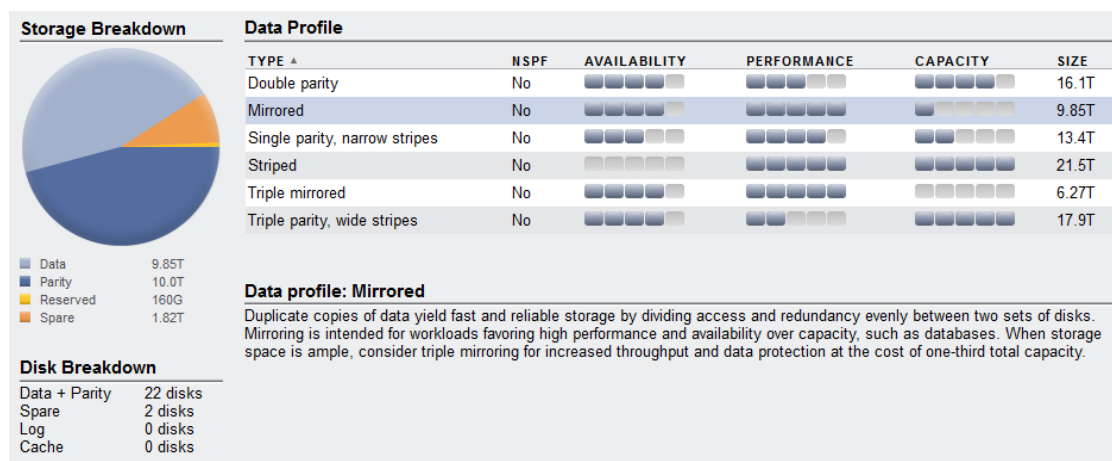 Storage Breakdown
Data 9.85T
Parity 10.0T
Reserved 160G
Spare 1.82T
Disk Breakdown
Data + Parity 22 disks
Spare 2 disks
Log 0 disks
Cache 0 disks
Data Profile
TYPE ▲ NSPF AVAILABILITY PERFORMANCE CAPACITY SIZE
Double parity No 16.1T
Mirrored No 9.85T
Single parity, narrow stripes No 13.4T
Striped No 21.5T
Triple mirrored No 6.27T
Triple parity, wide stripes No 17.9T
Data profile: Mirrored
Duplicate copies of data yield fast and reliable storage by dividing access and redundancy evenly between two sets of disks.
Mirroring is intended for workloads favoring high performance and availability over capacity, such as databases. When storage
space is ample, consider triple mirroring for increased throughput and data protection at the cost of one-third total capacity.